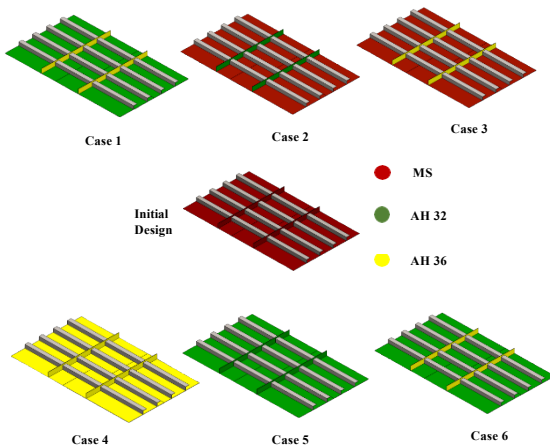 Case 1
Case 2
Case 3
Initial
Design
MS
AH 32
AH 36
Case 4
Case 5
Case 6